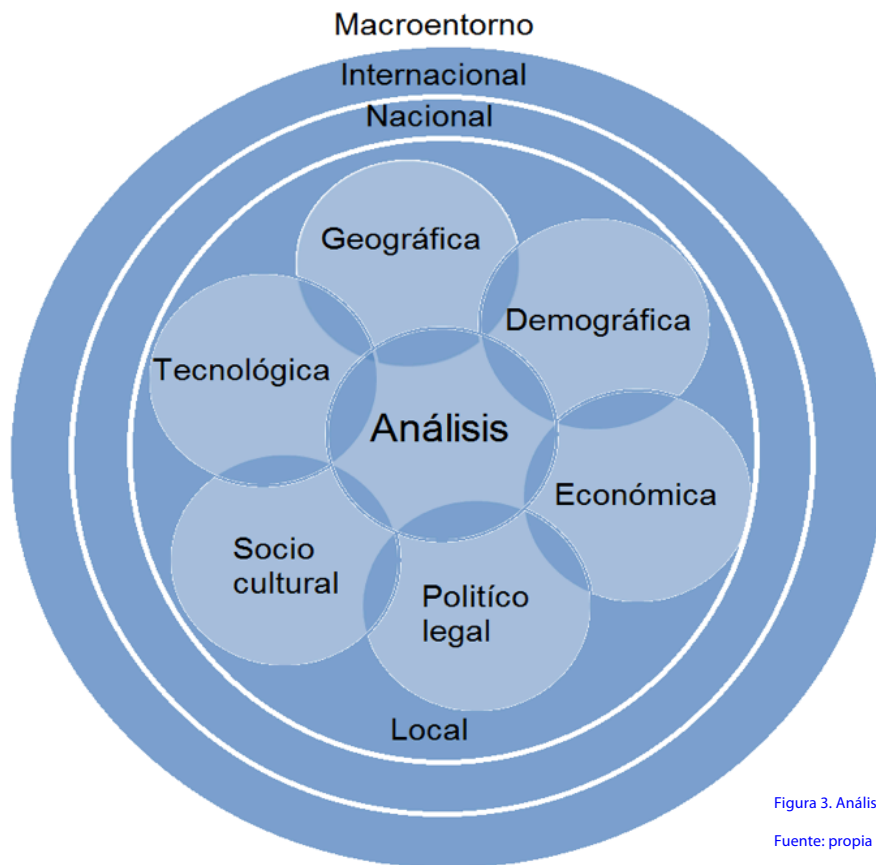 Macroentorno
Internacional
Nacional
Geográfica
Demográfica
Tecnológica
Análisis
Económica
Socio
cultural
Politíco
legal
Local
Figura 3. Anális
Fuente: propia